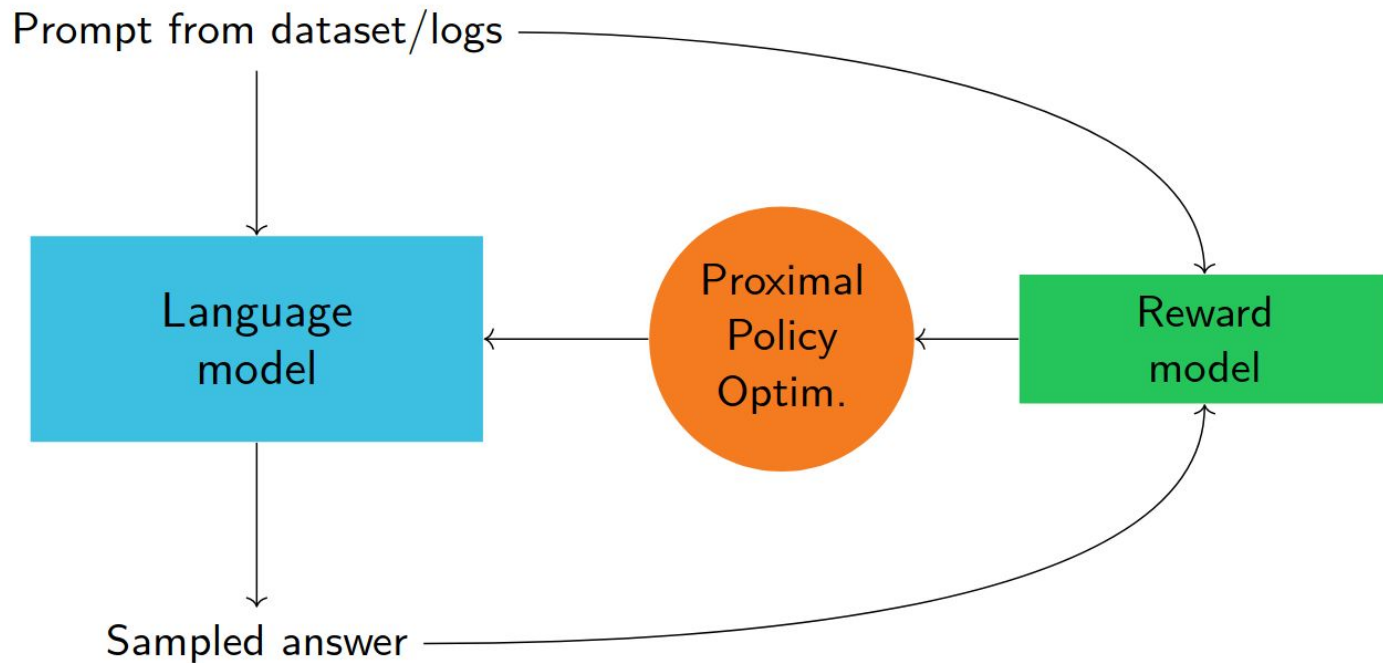 Prompt from dataset/logs
Language
model
Proximal
Policy
Optim.
Reward
model
Sampled answer